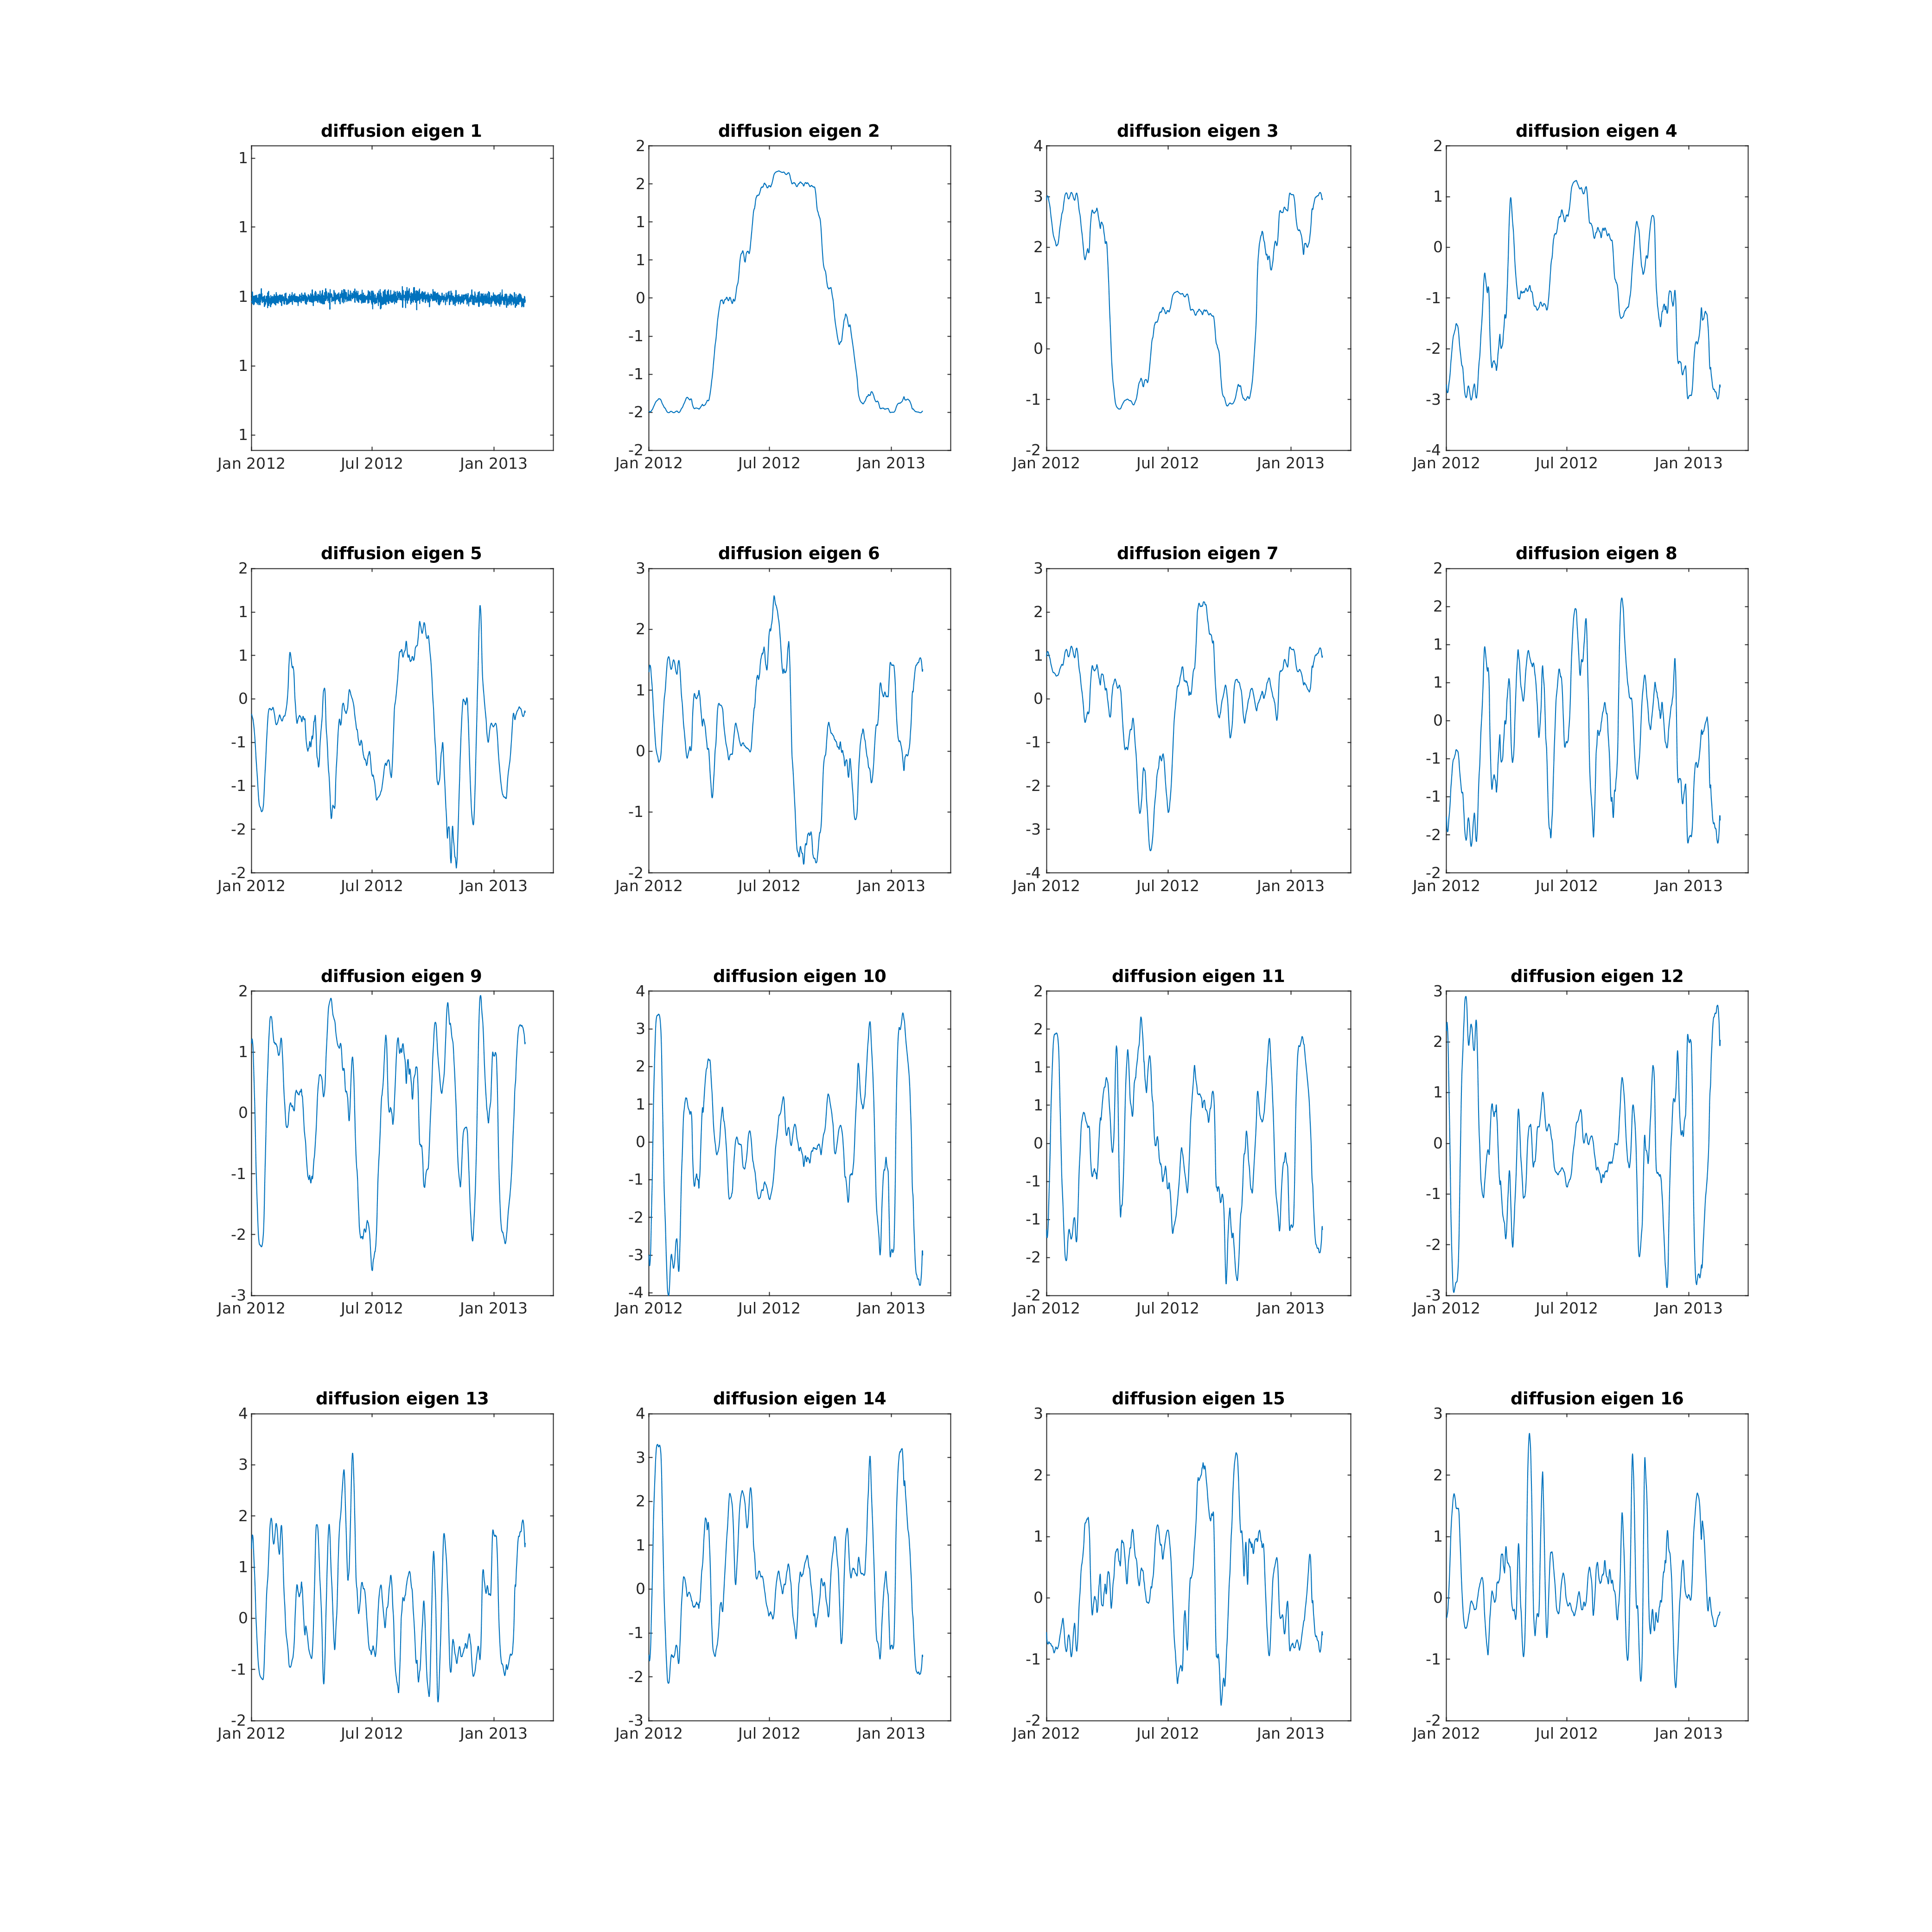 diffusion eigen 1 diffusion eigen 2 diffusion eigen 3 diffusion eigen 4
1 2 4 2
1 2 3 1
1 1 2 0
1 1 1 -1
1 0 0 -2
-1 -1 -3
-1 -2 -4
-2
-2
Jan 2012 Jul 2012 Jan 2013 Jan 2012 Jul 2012 Jan 2013 Jan 2012 Jul 2012 Jan 2013 Jan 2012 Jul 2012 Jan 2013
diffusion eigen 5 diffusion eigen 6 diffusion eigen 7 diffusion eigen 8
2 3 3 2
1 2 2 2
1 1 1 1
0 0 0 1
-1 -1 -1 0
-1 -2 -2 -1
-2 -3 -1
-2 -4 -2
-2
Jan 2012 Jul 2012 Jan 2013 Jan 2012 Jul 2012 Jan 2013 Jan 2012 Jul 2012 Jan 2013 Jan 2012 Jul 2012 Jan 2013
diffusion eigen 9 diffusion eigen 10 diffusion eigen 11 diffusion eigen 12
2 4 2 3
1 3 2 2
0 2 1 1
-1 1 1 0
-2 0 0 -1
-3 -1 -1 -2
-2 -1 -3
-3 -2
-4 -2
Jan 2012 Jul 2012 Jan 2013 Jan 2012 Jul 2012 Jan 2013 Jan 2012 Jul 2012 Jan 2013 Jan 2012 Jul 2012 Jan 2013
diffusion eigen 13 diffusion eigen 14 diffusion eigen 15 diffusion eigen 16
4 4 3 3
3 3 2 2
2 2 1 1
1 1 0 0
0 0 -1 -1
-1 -1 -2 -2
-2 -2
-3
Jan 2012 Jul 2012 Jan 2013 Jan 2012 Jul 2012 Jan 2013 Jan 2012 Jul 2012 Jan 2013 Jan 2012 Jul 2012 Jan 2013